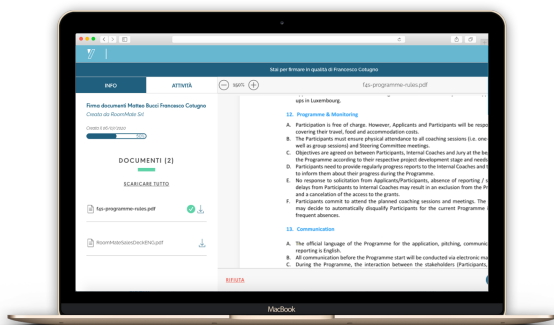 Stai per firmare in qualità di Francesco Cotugno
INFO
ATTIVITÀ
f4s-programme-rules.pdf
Firma documenti Matteo Bucci Francesco Cotugno
Creata da RoomMate Srl
50%
DOCUMENTI (2)
SCARICARE TUTTO
f4s-programme-rules.pdf
RoomMateSalesDeckENG.pdf
ups in Luxembourg.
12. Programme & Monitoring
A. Participation is free of charge. However, Applicants and Participants will be respo
covering their travel, food and accommodation costs.
B. The Participants must ensure physical attendance to all coaching sessions (i.e. one
well as group sessions) and Steering Committee meetings.
C. Objectives are agreed on between Participants, Internal Coaches and Jury at the be
the Programme according to their respective project development stage and needs
D. Participants need to provide regularly progress reports to the Internal Coaches and t
to inform them about their progress during the Programme.
E. No response to solicitation from Applicants/Participants, absence of reporting / s
delays from Participants to Internal Coaches may result in an exclusion from the Pr
and a cancelation of the access to the grants.
F. Participants commit to attend the planned coaching sessions and meetings. The
may decide to automatically disqualify Participants for the current Programme i
frequent absences.
13. Communication
A. The official language of the Programme for the application, pitching, communic
reporting is English.
B. All communication before the Programme start will be conducted via electronic ma
C. During the Programme, the interaction between the stakeholders (Participants,
RIFIUTA
MacBook